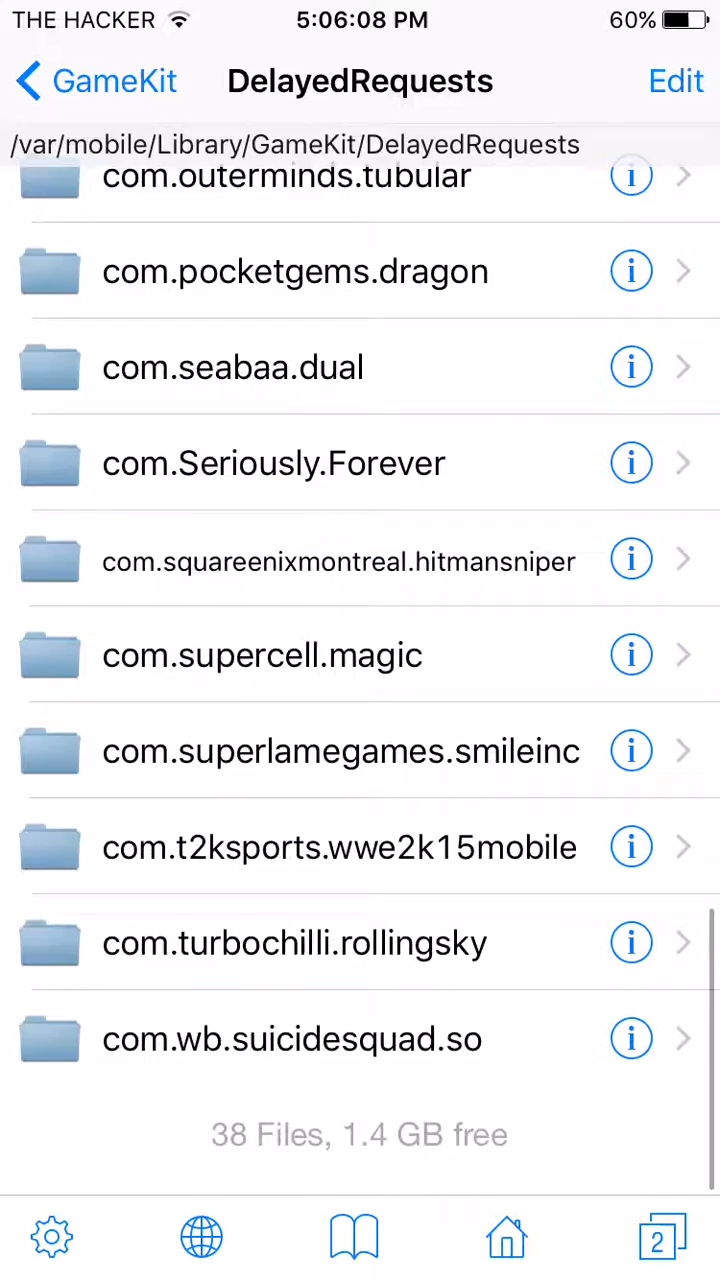 THE HACKER 5:06:08 PM 60%
GameKit DelayedRequests Edit
/var/mobile/Library/GameKit/DelayedRequests
com.outerminds.tubular
com.pocketgems.dragon
com.seabaa.dual
com.Seriously.Forever
com.squareenixmontreal.hitmansniper
com.supercell.magic
com.superlamegames.smileinc
com.t2ksports.wwe2k15mobile
com.turbochilli.rollingsky
com.wb.suicidesquad.so
38 Files, 1.4 GB free
2